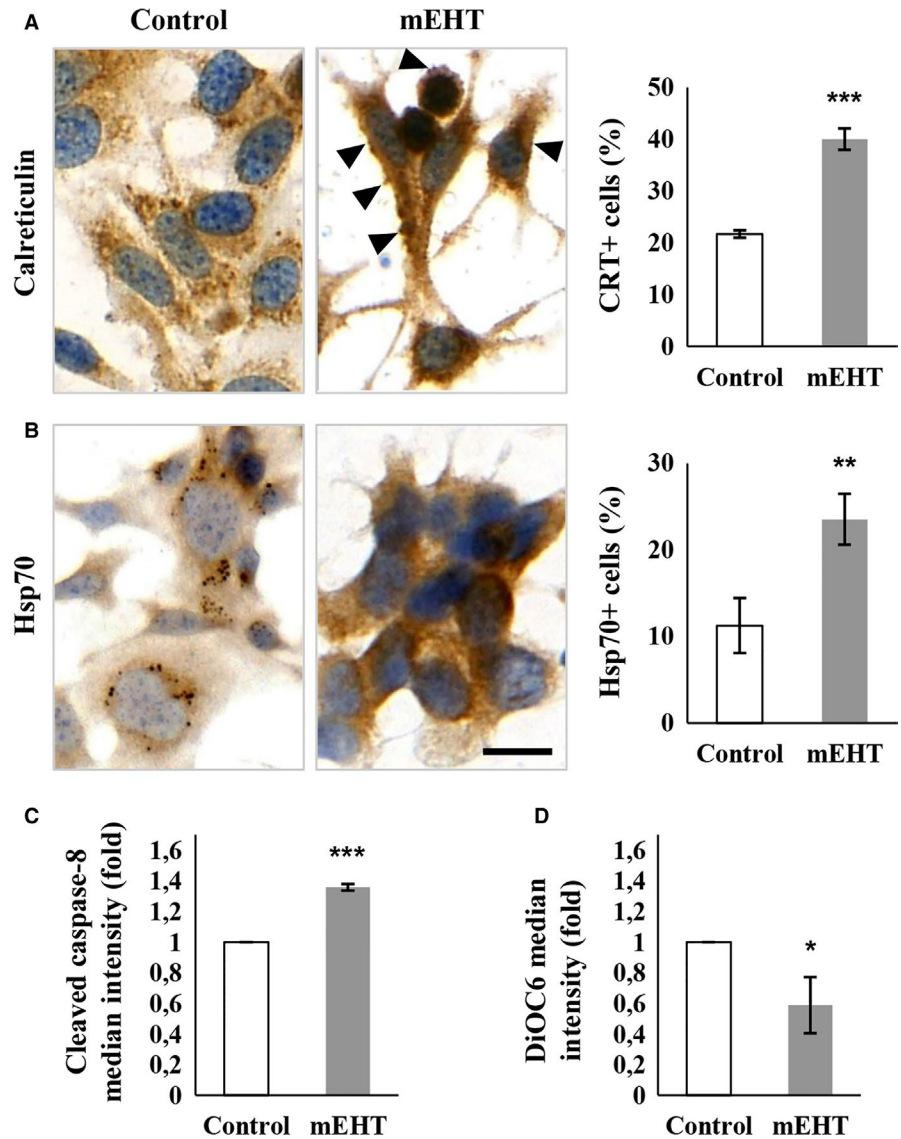 A
Control
mEHT
Calreticulin
CRT+ cells (%)
50
40
30
20
10
0
***
Control mEHT
B
Hsp70
Hsp70+ cells (%)
30
20
10
0
**
Control mEHT
C
Cleaved caspase-8
median intensity (fold)
1,6
1,4
1,2
1
0,8
0,6
0,4
0,2
0
***
Control mEHT
D
DiOC6 median
intensity (fold)
1,6
1,4
1,2
1
0,8
0,6
0,4
0,2
0
*
Control mEHT